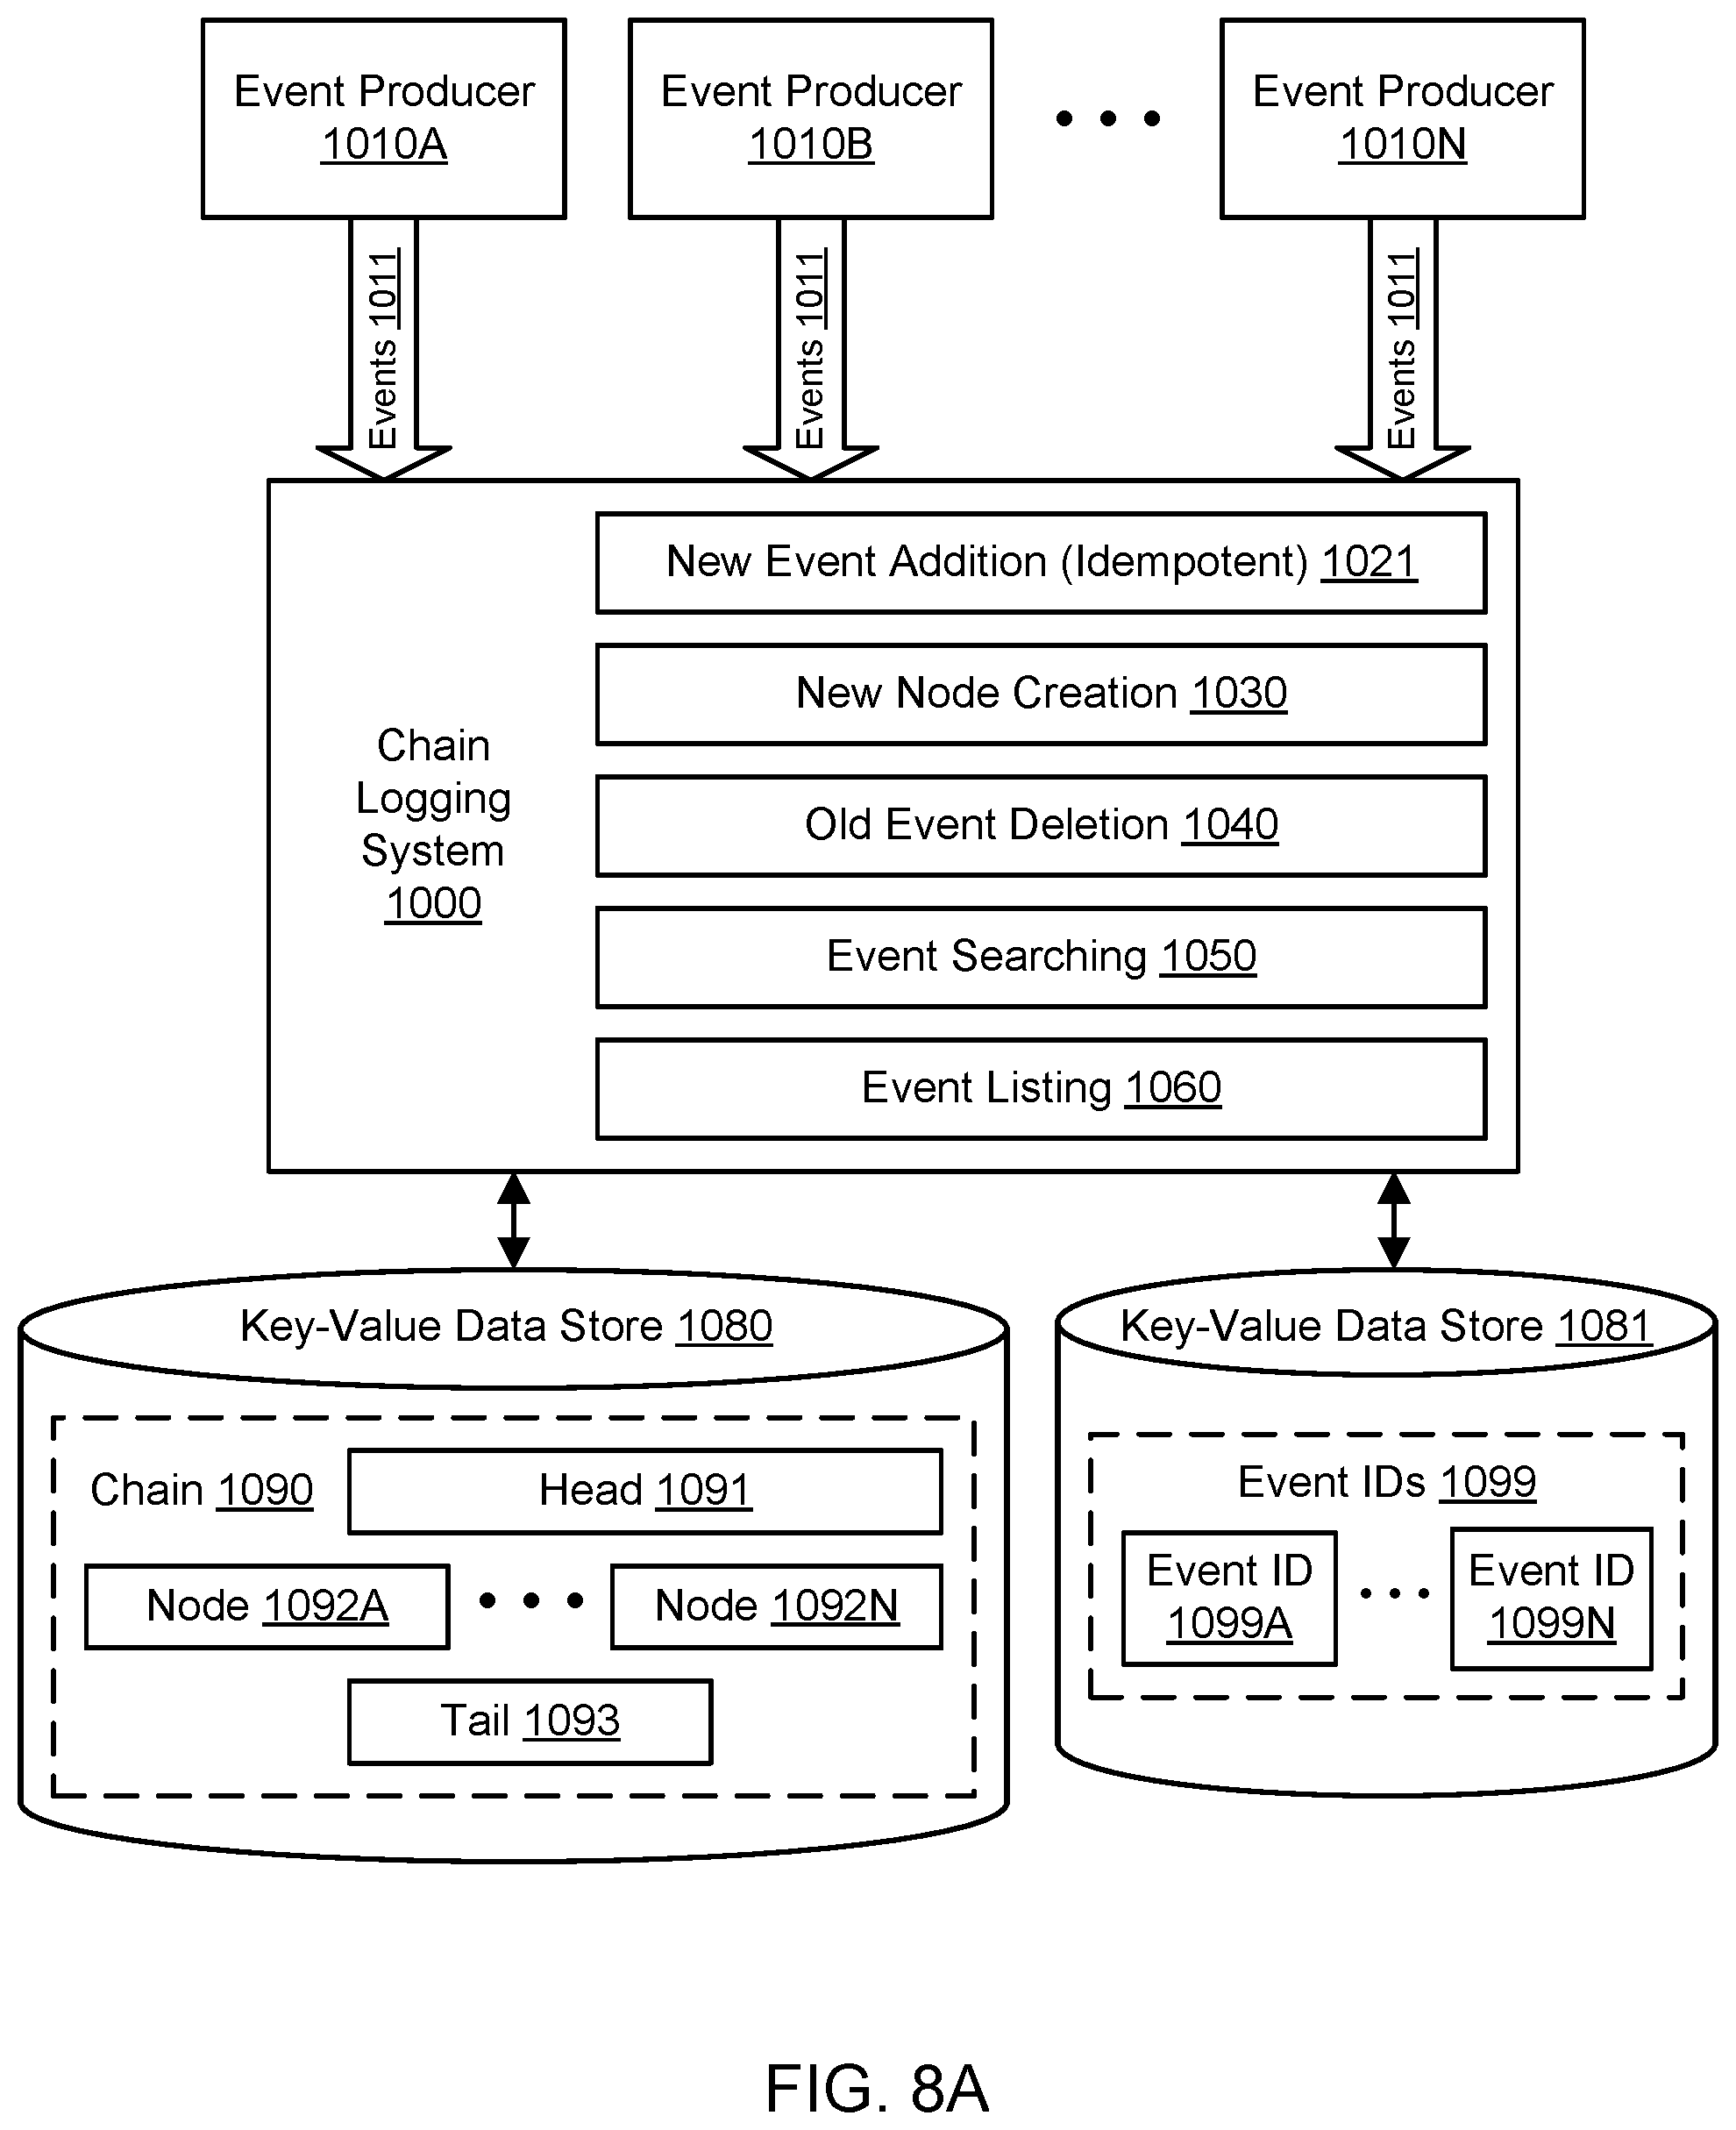 Event Producer
1010A
Event Producer
1010B
Event Producer
1010N
Events 1011
Events 1011
Events 1011
Chain
Logging
System
1000
New Event Addition (Idempotent) 1021
New Node Creation 1030
Old Event Deletion 1040
Event Searching 1050
Event Listing 1060
Key-Value Data Store 1080
Chain 1090
Head 1091
Node 1092A
Node 1092N
Tail 1093
Key-Value Data Store 1081
Event IDs 1099
Event ID
1099A
Event ID
1099N
FIG. 8A